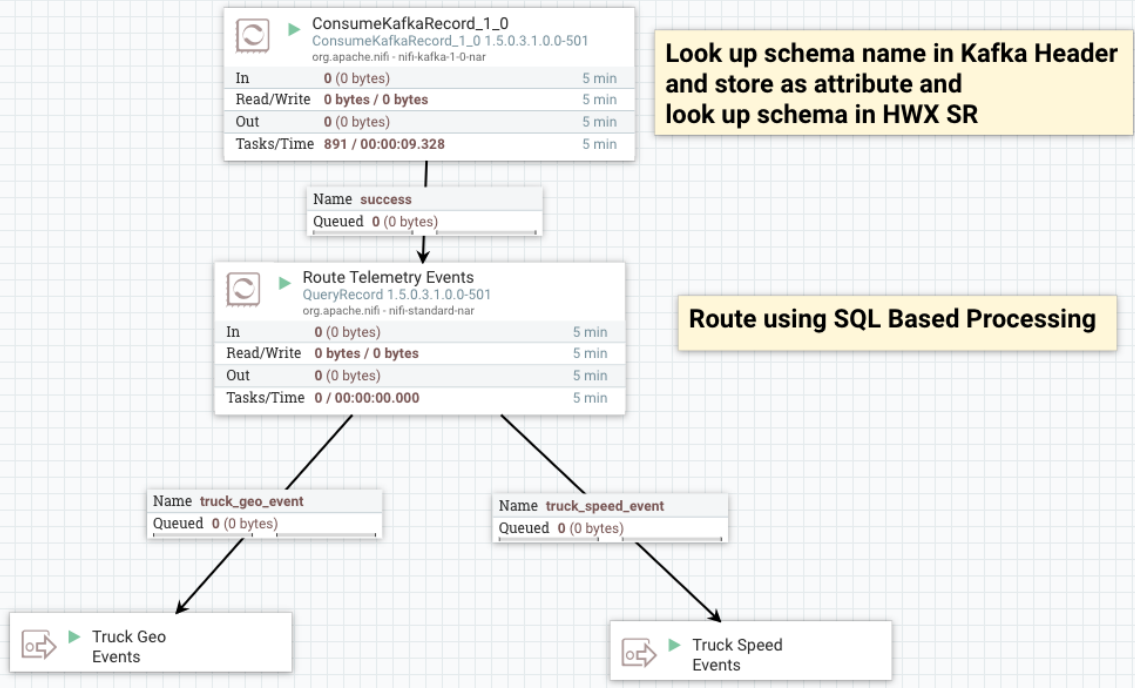 ConsumeKafkaRecord_1_0
ConsumeKafkaRecord_1_0 1.5.0.3.1.0.0-501
org.apache.nifi - nifi-kafka-1-0-nar
In 0 (0 bytes) 5 min
Read/Write 0 bytes / 0 bytes 5 min
Out 0 (0 bytes) 5 min
Tasks/Time 891 / 00:00:09.328 5 min
Look up schema name in Kafka Header
and store as attribute and
look up schema in HWX SR
Name success
Queued 0 (0 bytes)
Route Telemetry Events
QueryRecord 1.5.0.3.1.0.0-501
org.apache.nifi - nifi-standard-nar
In 0 (0 bytes) 5 min
Read/Write 0 bytes / 0 bytes 5 min
Out 0 (0 bytes) 5 min
Tasks/Time 0 / 00:00:00.000 5 min
Route using SQL Based Processing
Name truck_geo_event
Queued 0 (0 bytes)
Name truck_speed_event
Queued 0 (0 bytes)
Truck Geo
Events
Truck Speed
Events